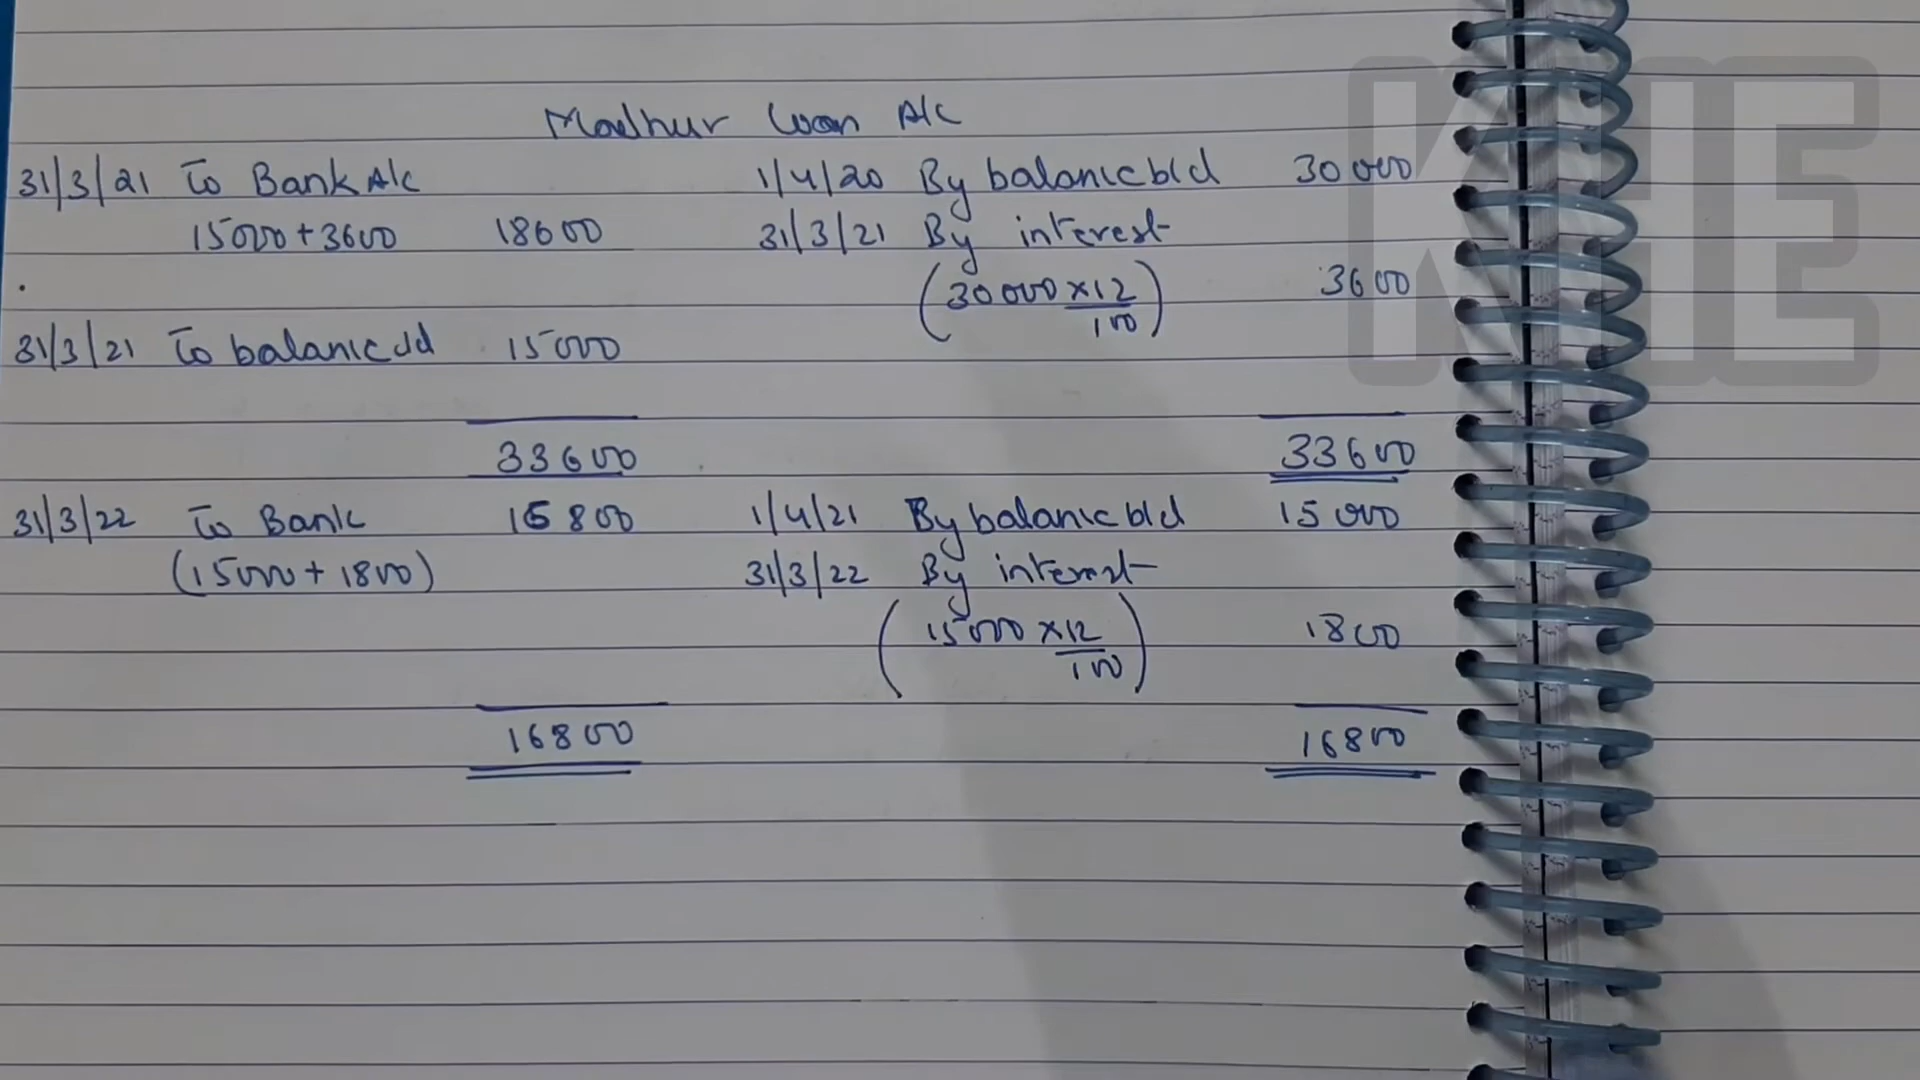 Madhur Loan A/c
31/3/21 To Bank A/c 1/4/20 By balance b/d 30000
15000+3600 18600 31/3/21 By interest
(30000×12/100) 3600
31/3/21 To balance c/d 15000
33600 33600
31/3/22 To Bank 16800 1/4/21 By balance b/d 15000
(15000+1800) 31/3/22 By interest
(15000×12/100) 1800
16800 16800
KHE